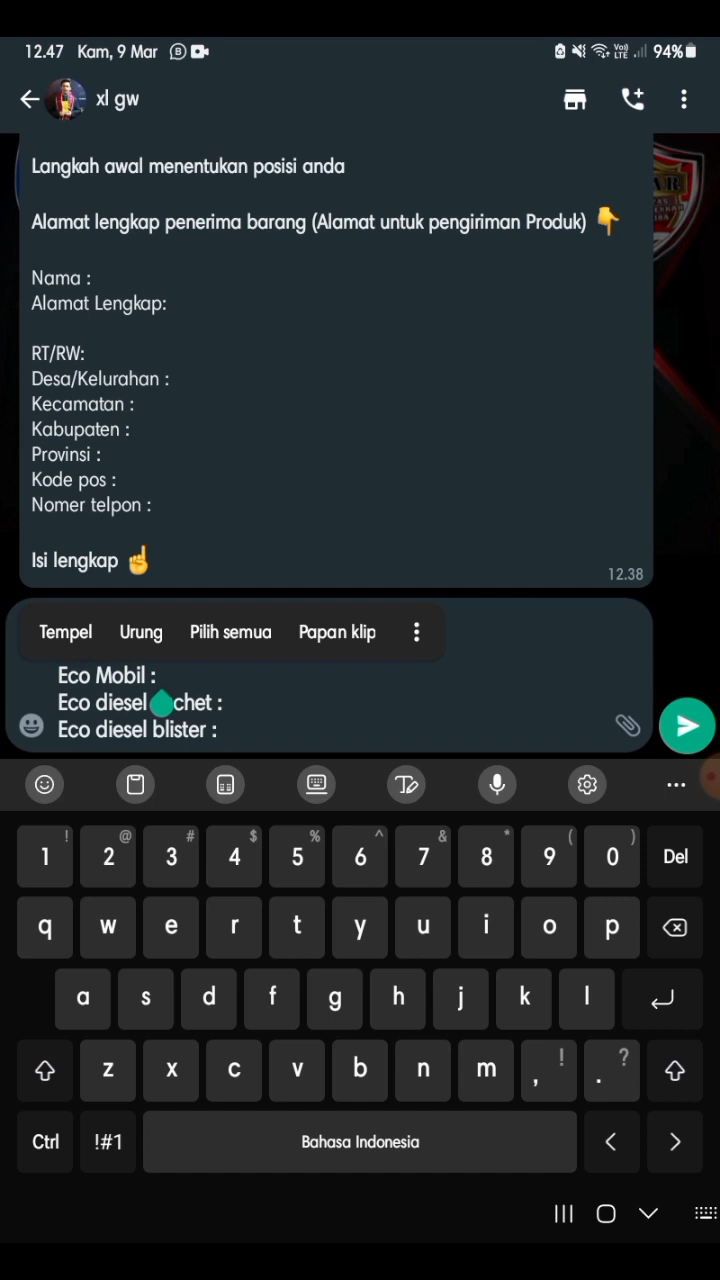 12.47 Kam, 9 Mar
Vo) LTE 94%
xl gw
Langkah awal menentukan posisi anda
Alamat lengkap penerima barang (Alamat untuk pengiriman Produk) 👇
Nama :
Alamat Lengkap:
RT/RW:
Desa/Kelurahan :
Kecamatan :
Kabupaten :
Provinsi :
Kode pos :
Nomer telpon :
Isi lengkap ☝
12.38
Tempel Urung Pilih semua Papan klip
Eco Mobil :
Eco diesel chet :
Eco diesel blister :
! @ # $ % ^ & * ( )
1 2 3 4 5 6 7 8 9 0 Del
q w e r t y u i o p
a s d f g h j k l
z x c v b n m , ! . ?
Ctrl !#1 Bahasa Indonesia < >